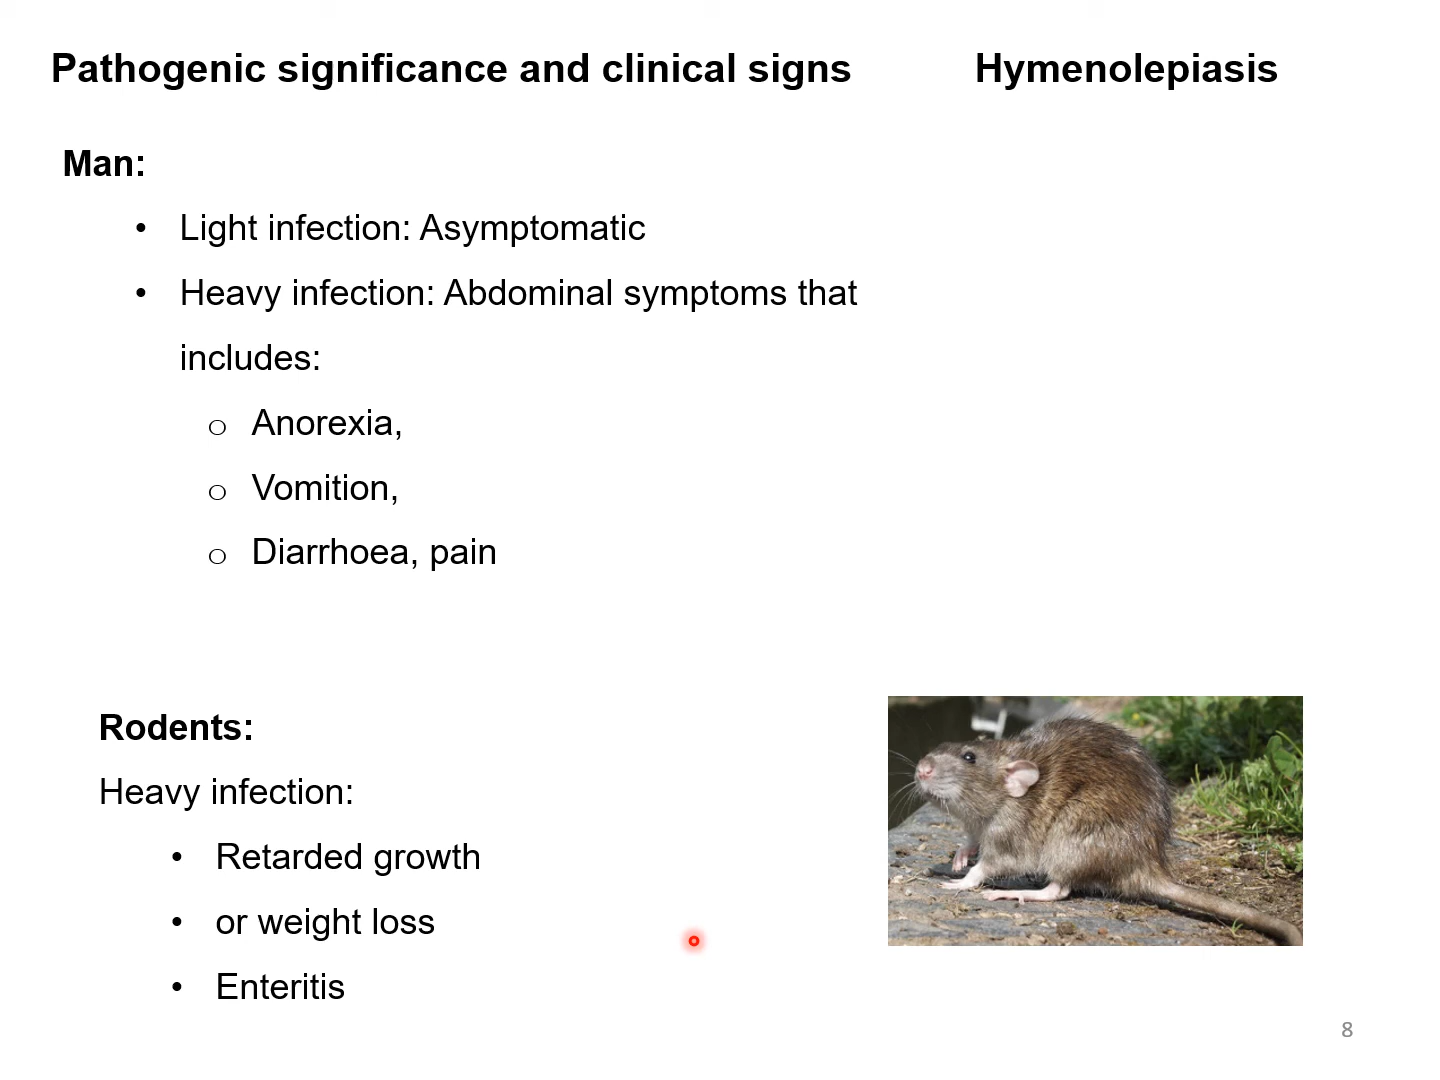 Pathogenic significance and clinical signs Hymenolepiasis
Man:
• Light infection: Asymptomatic
• Heavy infection: Abdominal symptoms that
includes:
o Anorexia,
o Vomition,
o Diarrhoea, pain
Rodents:
Heavy infection:
• Retarded growth
• or weight loss
• Enteritis
8